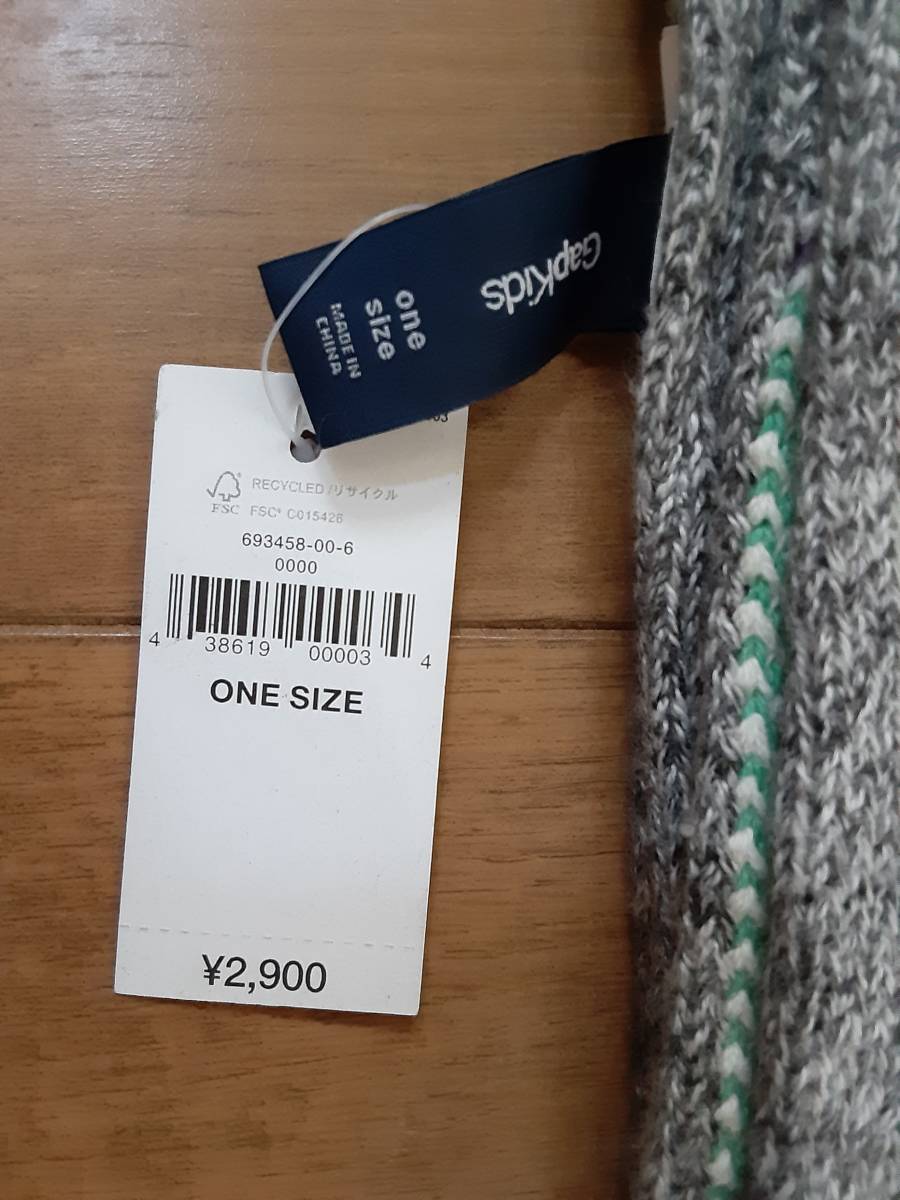 GapKids
one
size
MADE IN
CHINA
RECYCLED/リサイクル
FSC FSC® C015426
693458-00-6
0000
4 38619 00003 4
ONE SIZE
¥2,900